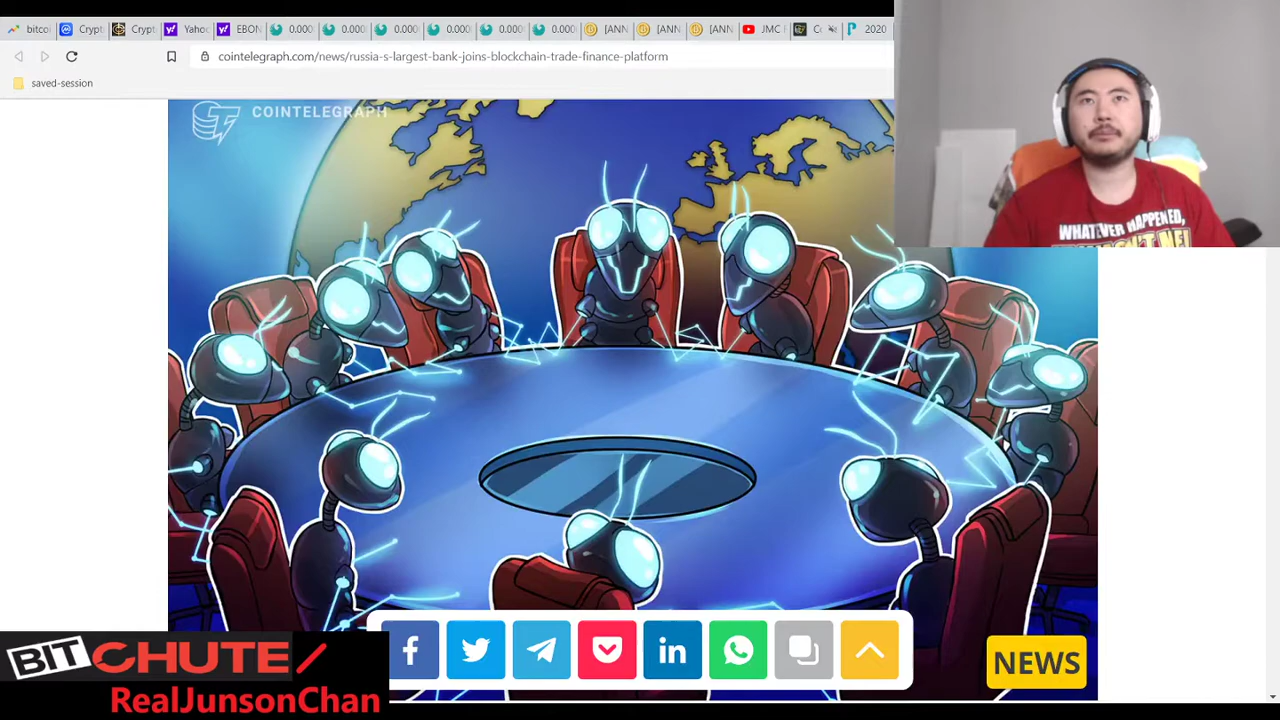 bitco
Crypt
Crypt
Yahoo
EBON
0.000
0.000
0.000
0.000
0.000
0.000
[ANN
[ANN
[ANN
JMC
C
2020
cointelegraph.com/news/russia-s-largest-bank-joins-blockchain-trade-finance-platform
saved-session
COINTELEGRAPH
WHATEVER HAPPENED,
NEWS
BITCHUTE
RealJunsonChan